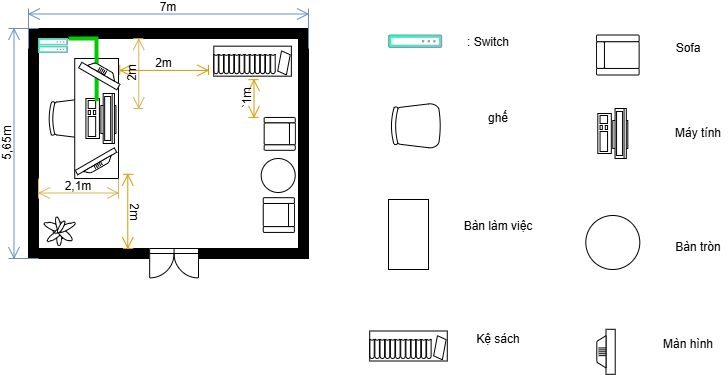 7m
5,65m
2m
2m
1m
2,1m
2m
: Switch
Sofa
ghế
Máy tính
Bàn làm việc
Bàn tròn
Kệ sách
Màn hình